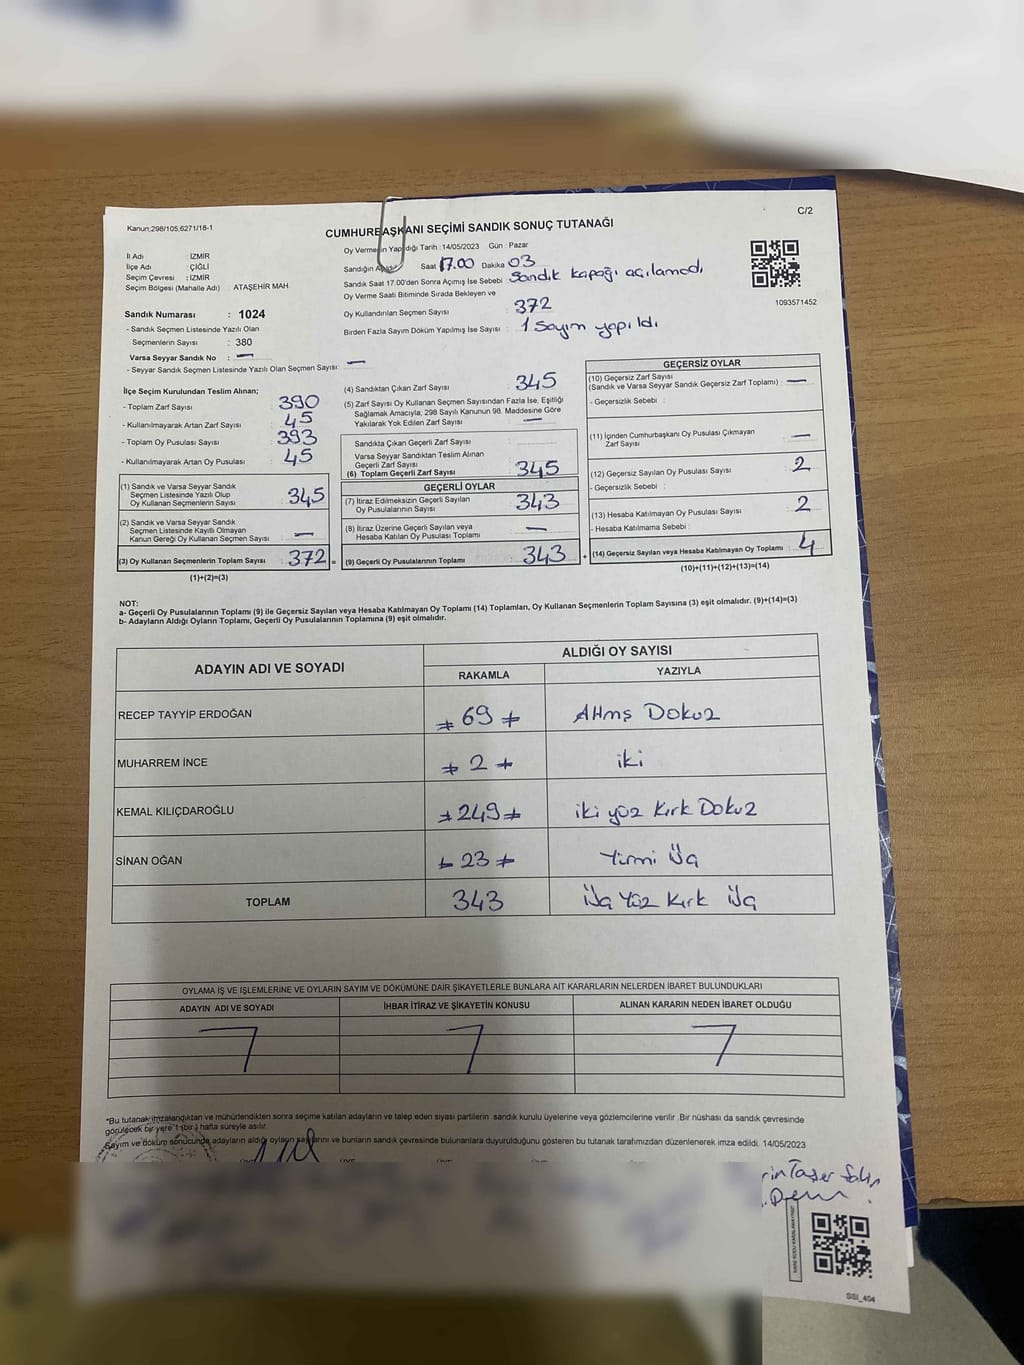 Kanun:298/105;6271/18-1
C/2
CUMHURBAŞKANI SEÇİMİ SANDIK SONUÇ TUTANAĞI
İl Adı : İZMİR
İlçe Adı : ÇİĞLİ
Seçim Çevresi : İZMİR
Seçim Bölgesi (Mahalle Adı) : ATAŞEHİR MAH
Oy Vermenin Yapıldığı Tarih :14/05/2023 Gün : Pazar
Sandığın Saat 17.00 Dakika 03
Sandık Saat 17.00'den Sonra Açımış İse Sebebi : Sandık kapağı açılamadı
Oy Verme Saati Bitiminde Sırada Bekleyen ve
Oy Kullandırılan Seçmen Sayısı : 372
Birden Fazla Sayım Döküm Yapılmış İse Sayısı : 1 Sayım yapıldı
1093571452
Sandık Numarası : 1024
- Sandık Seçmen Listesinde Yazılı Olan
Seçmenlerin Sayısı : 380
Varsa Seyyar Sandık No : —
- Seyyar Sandık Seçmen Listesinde Yazılı Olan Seçmen Sayısı: —
İlçe Seçim Kurulundan Teslim Alınan;
- Toplam Zarf Sayısı : 390
- Kullanılmayarak Artan Zarf Sayısı : 45
- Toplam Oy Pusulası Sayısı : 393
- Kullanılmayarak Artan Oy Pusulası : 45
(1) Sandık ve Varsa Seyyar Sandık
Seçmen Listesinde Yazılı Olup
Oy Kullanan Seçmenlerin Sayısı : 345
(2) Sandık ve Varsa Seyyar Sandık
Seçmen Listesinde Kayıtlı Olmayan
Kanun Gereği Oy Kullanan Seçmen Sayısı : —
(3) Oy Kullanan Seçmenlerin Toplam Sayısı : 372 =
(1)+(2)=(3)
(4) Sandıktan Çıkan Zarf Sayısı : 345
(5) Zarf Sayısı Oy Kullanan Seçmen Sayısından Fazla İse, Eşitliği
Sağlamak Amacıyla, 298 Sayılı Kanunun 98. Maddesine Göre
Yakılarak Yok Edilen Zarf Sayısı : —
Sandıkta Çıkan Geçerli Zarf Sayısı :
Varsa Seyyar Sandıktan Teslim Alınan
Geçerli Zarf Sayısı :
(6) Toplam Geçerli Zarf Sayısı : 345
GEÇERLİ OYLAR
(7) İtiraz Edilmeksizin Geçerli Sayılan
Oy Pusulalarının Sayısı : 343
(8) İtiraz Üzerine Geçerli Sayılan veya
Hesaba Katılan Oy Pusulası Toplamı : —
(9) Geçerli Oy Pusulalarının Toplamı : 343 +
GEÇERSİZ OYLAR
(10) Geçersiz Zarf Sayısı
(Sandık ve Varsa Seyyar Sandık Geçersiz Zarf Toplamı) : —
- Geçersizlik Sebebi :
(11) İçinden Cumhurbaşkanı Oy Pusulası Çıkmayan
Zarf Sayısı : —
(12) Geçersiz Sayılan Oy Pusulası Sayısı : 2
- Geçersizlik Sebebi :
(13) Hesaba Katılmayan Oy Pusulası Sayısı : 2
- Hesaba Katılmama Sebebi :
(14) Geçersiz Sayılan veya Hesaba Katılmayan Oy Toplamı : 4
(10)+(11)+(12)+(13)=(14)
NOT:
a- Geçerli Oy Pusulalarının Toplamı (9) ile Geçersiz Sayılan veya Hesaba Katılmayan Oy Toplamı (14) Toplamları, Oy Kullanan Seçmenlerin Toplam Sayısına (3) eşit olmalıdır. (9)+(14)=(3)
b- Adayların Aldığı Oyların Toplamı, Geçerli Oy Pusulalarının Toplamına (9) eşit olmalıdır.
ADAYIN ADI VE SOYADI
ALDIĞI OY SAYISI
RAKAMLA
YAZIYLA
RECEP TAYYİP ERDOĞAN 69 Altmış Dokuz
MUHARREM İNCE 2 iki
KEMAL KILIÇDAROĞLU 249 iki yüz Kırk Dokuz
SİNAN OĞAN 23 Yirmi Üç
TOPLAM 343 Üç Yüz Kırk Üç
OYLAMA İŞ VE İŞLEMLERİNE VE OYLARIN SAYIM VE DÖKÜMÜNE DAİR ŞİKAYETLERLE BUNLARA AİT KARARLARIN NELERDEN İBARET BULUNDUKLARI
ADAYIN ADI VE SOYADI
İHBAR İTİRAZ VE ŞİKAYETİN KONUSU
ALINAN KARARIN NEDEN İBARET OLDUĞU
*Bu tutanak imzalandıktan ve mühürlendikten sonra seçime katılan adayların ve talep eden siyasi partilerin sandık kurulu üyelerine veya gözlemcilerine verilir. Bir nüshası da sandık çevresinde
görülecek bir yere 1 (bir) hafta süreyle asılır.
Sayım ve döküm sonucunda adayların aldığı oyların sayılarını ve bunların sandık çevresinde bulunanlara duyurulduğunu gösteren bu tutanak tarafımızdan düzenlenerek imza edildi. 14/05/2023
SSI_404